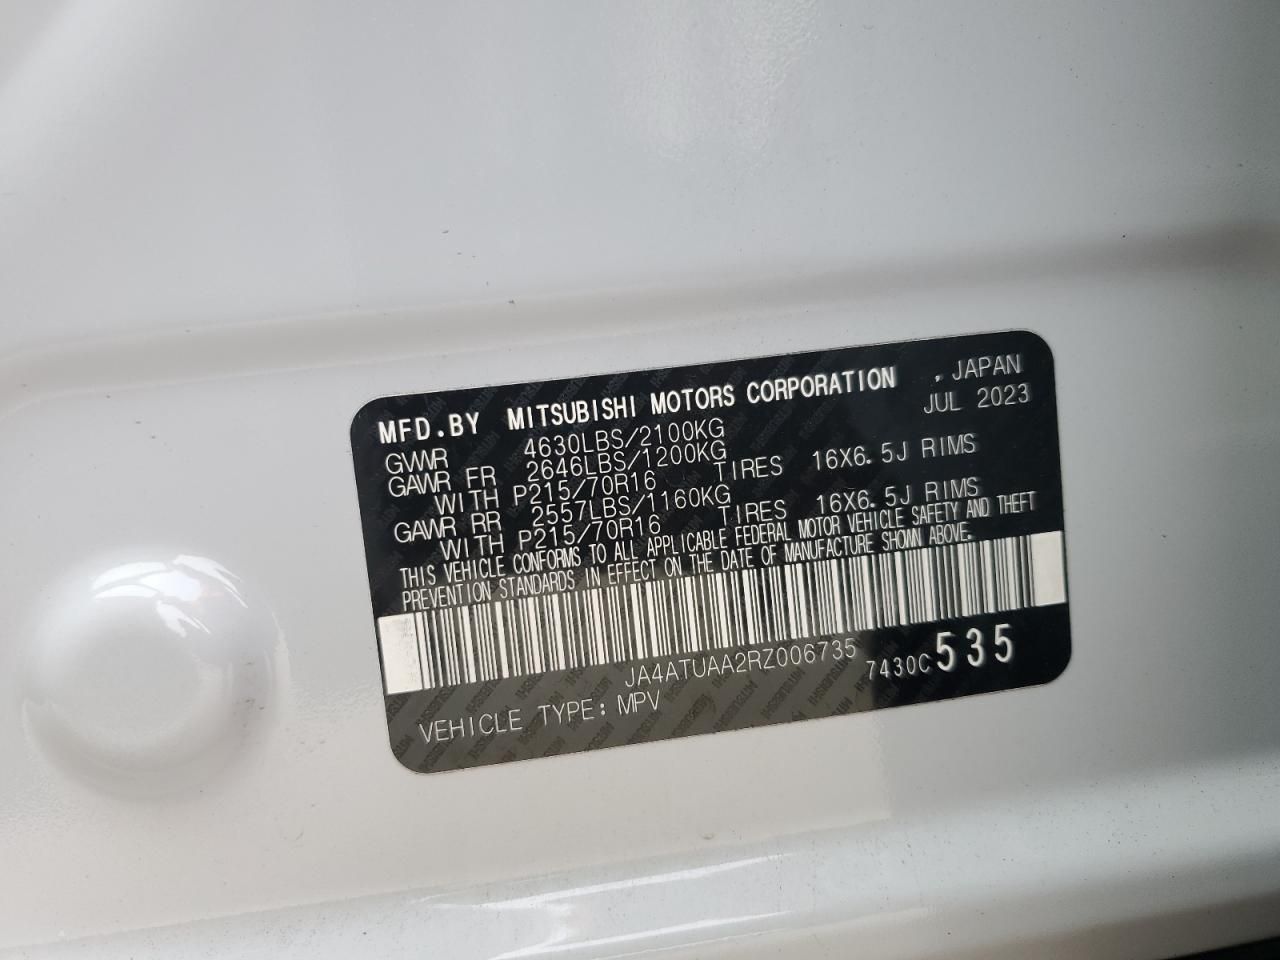 MFD.BY MITSUBISHI MOTORS CORPORATION , JAPAN
JUL 2023
GVWR 4630LBS/2100KG
GAWR FR 2646LBS/1200KG
WITH P215/70R16 TIRES 16X6.5J RIMS
GAWR RR 2557LBS/1160KG
WITH P215/70R16 TIRES 16X6.5J RIMS
THIS VEHICLE CONFORMS TO ALL APPLICABLE FEDERAL MOTOR VEHICLE SAFETY AND THEFT
PREVENTION STANDARDS IN EFFECT ON THE DATE OF MANUFACTURE SHOWN ABOVE.
JA4ATUAA2RZ006735
7430C 535
VEHICLE TYPE: MPV